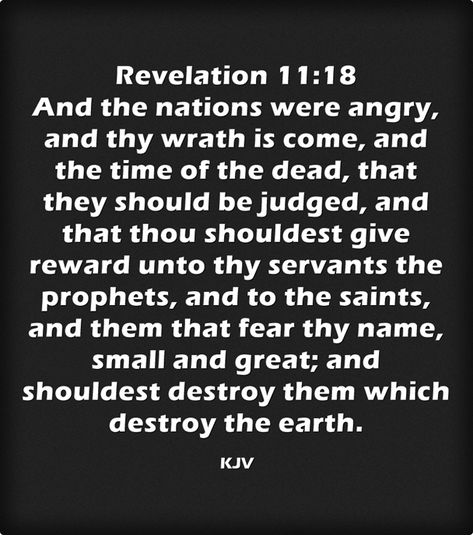 Revelation 11:18
And the nations were angry,
and thy wrath is come, and
the time of the dead, that
they should be judged, and
that thou shouldest give
reward unto thy servants the
prophets, and to the saints,
and them that fear thy name,
small and great; and
shouldest destroy them which
destroy the earth.
KJV